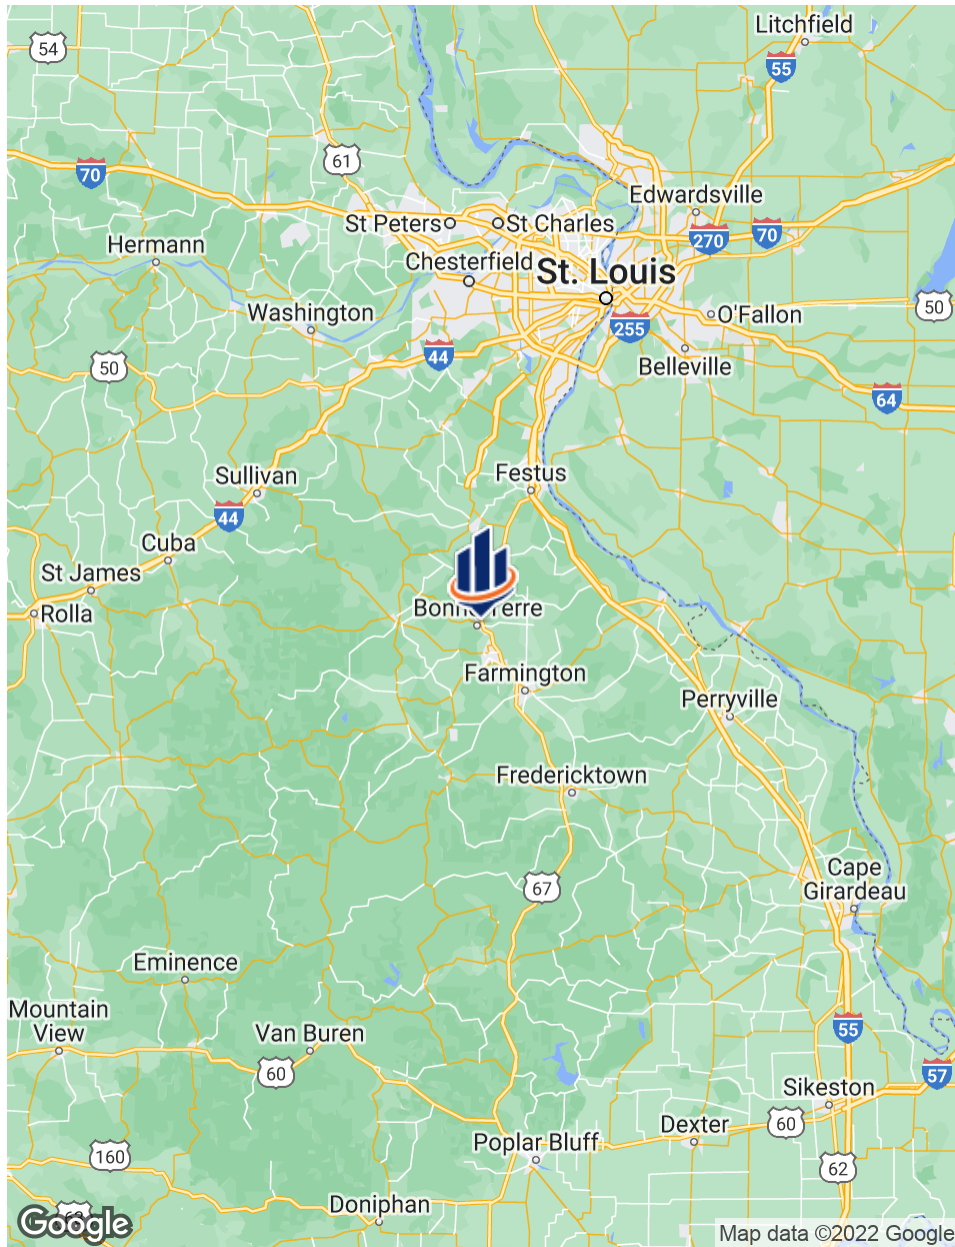 Litchfield
54
55
61
70
Edwardsville
St Peters
St Charles
270
70
Hermann
Chesterfield
St. Louis
Washington
O'Fallon
50
255
44
Belleville
50
64
Festus
Sullivan
44
Cuba
St James
Rolla
Farmington
Perryville
Fredericktown
67
Cape
Girardeau
Eminence
Mountain
View
Van Buren
55
60
57
Sikeston
Dexter
60
Poplar Bluff
160
62
Doniphan
Google
Map data ©2022 Google